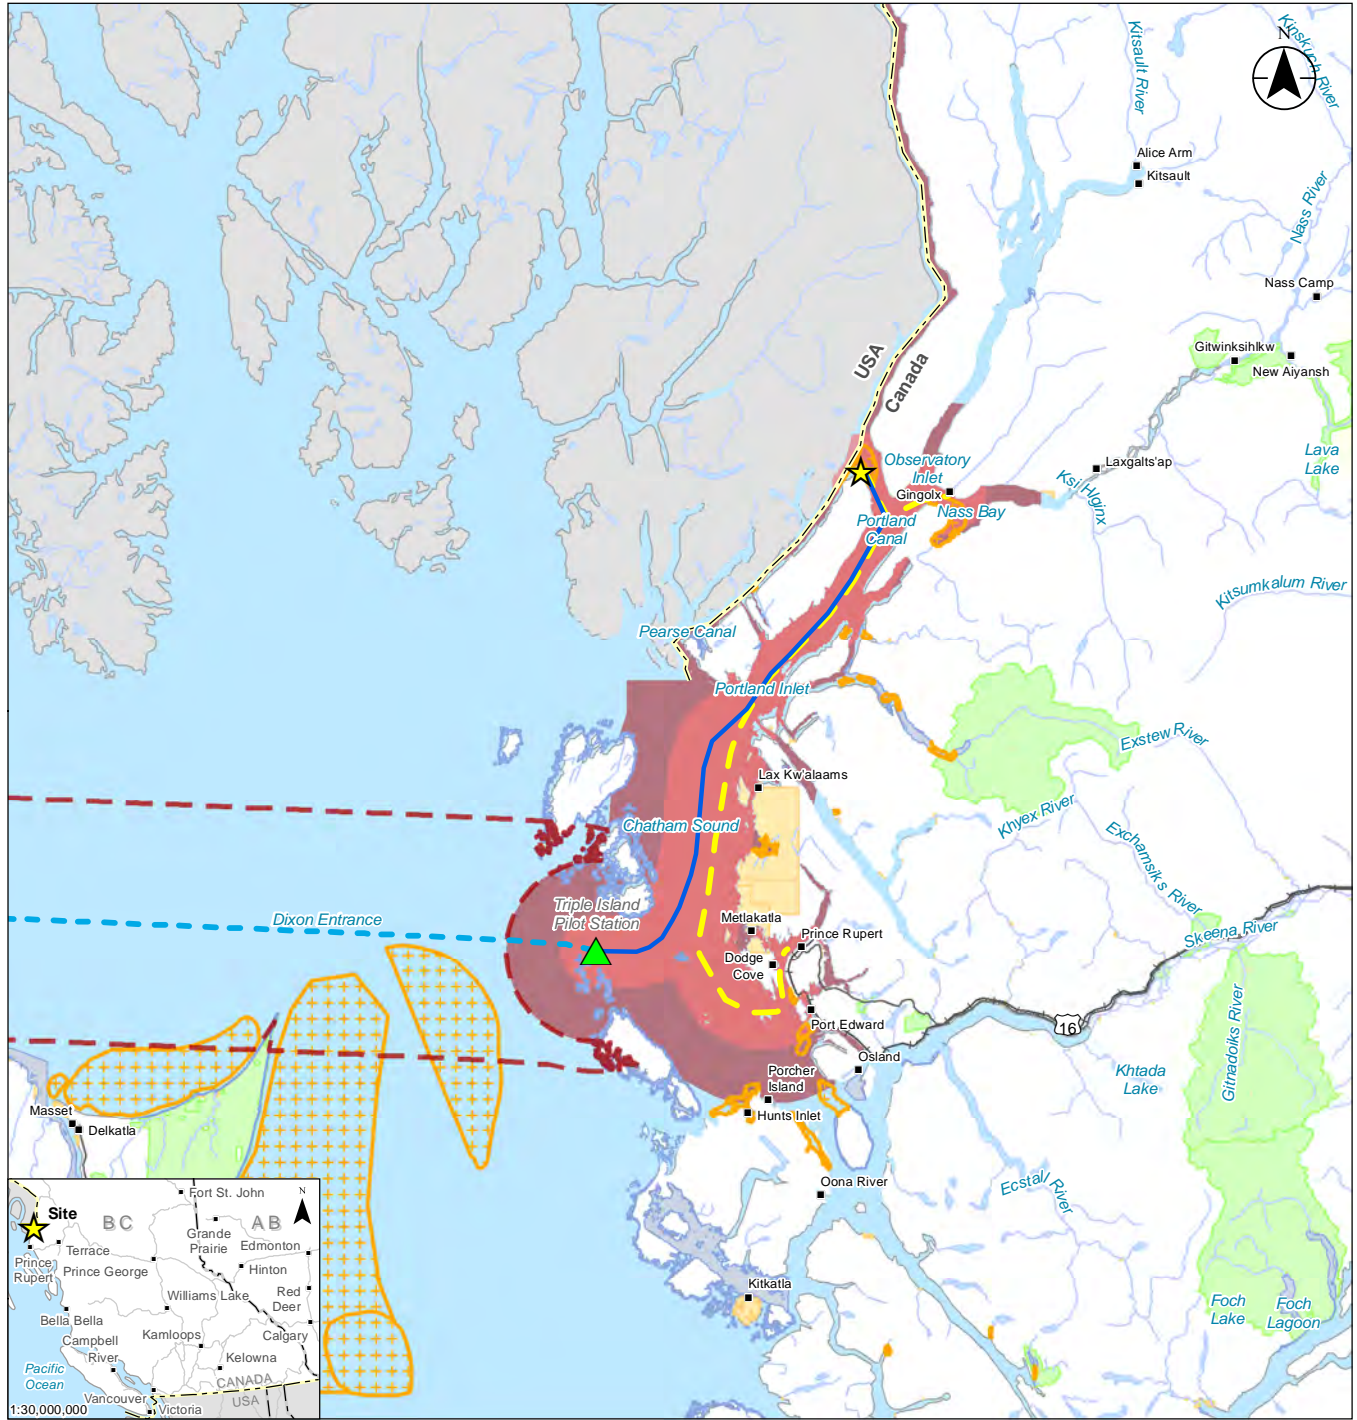 Kitsault River
Kinskuch River
N
Alice Arm
Kitsault
Nass River
Nass Camp
Gitwinksihlkw
New Aiyansh
USA
Canada
Lava
Lake
Observatory
Inlet
Laxgalts'ap
Gingolx
Ksi Hlginx
Nass Bay
Portland
Canal
Kitsumkalum River
Pearse Canal
Portland Inlet
Exstew River
Lax Kw'alaams
Khyex River
Chatham Sound
Exchamsiks River
Triple Island
Pilot Station
Dixon Entrance
Metlakatla
Prince Rupert
Skeena River
Dodge
Cove
Port Edward
16
Gitnadoiks River
Osland
Khtada
Lake
Porcher
Island
Hunts Inlet
Masset
Delkatla
Oona River
Ecstall River
Kitkatla
Foch
Lake
Foch
Lagoon
Fort St. John
N
Site
BC
AB
Grande
Prairie
Edmonton
Terrace
Prince
Rupert
Prince George
Hinton
Williams Lake
Red
Deer
Bella Bella
Campbell
River
Kamloops
Calgary
Kelowna
Pacific
Ocean
CANADA
USA
Vancouver
Victoria
1:30,000,000